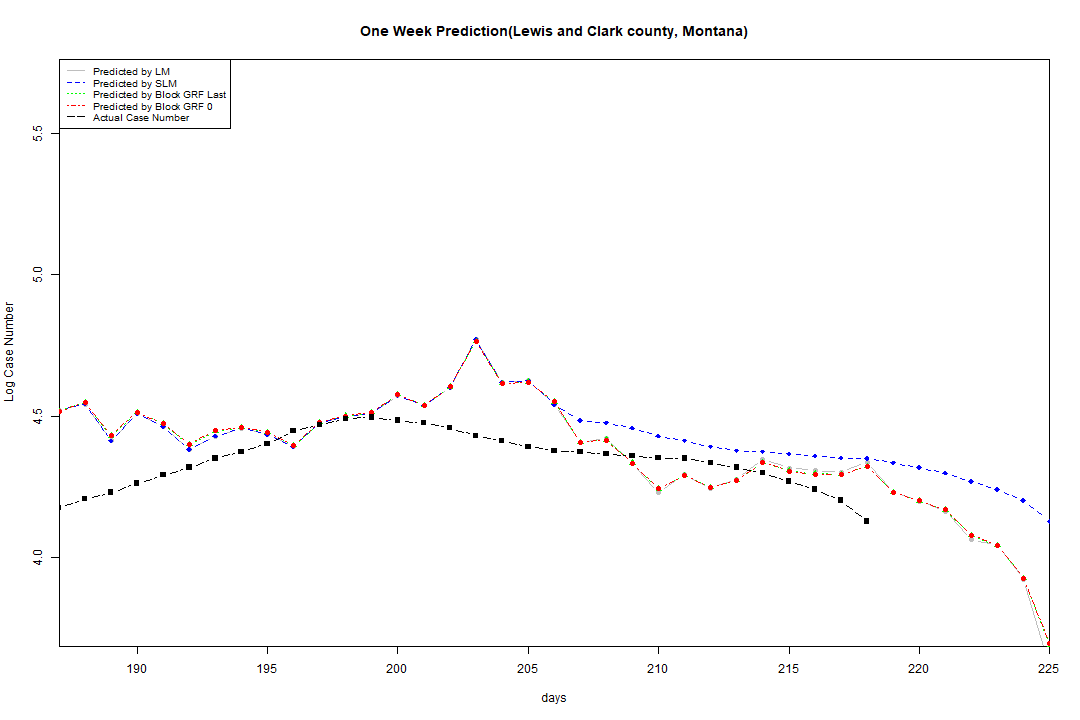 One Week Prediction(Lewis and Clark county, Montana)
Predicted by LM
Predicted by SLM
Predicted by Block GRF Last
Predicted by Block GRF 0
Actual Case Number
5.5
5.0
4.5
4.0
Log Case Number
190 195 200 205 210 215 220 225
days